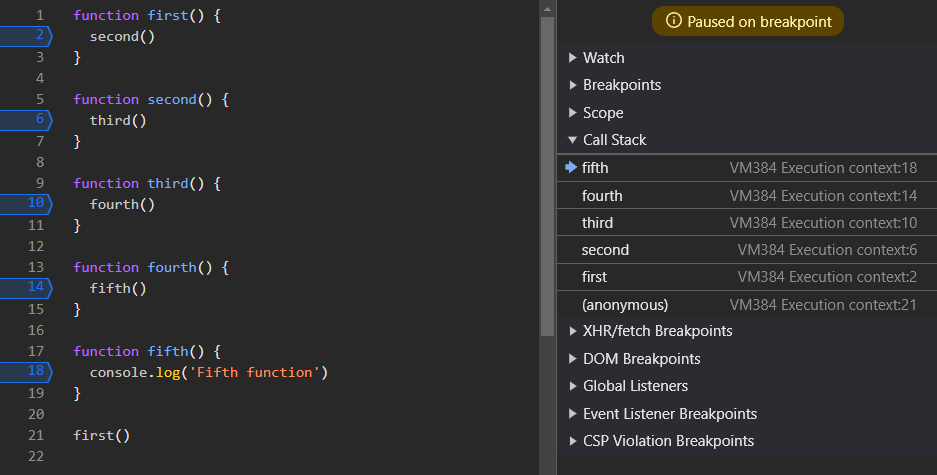 1 function first() {
2 second()
3 }
4
5 function second() {
6 third()
7 }
8
9 function third() {
10 fourth()
11 }
12
13 function fourth() {
14 fifth()
15 }
16
17 function fifth() {
18 console.log('Fifth function')
19 }
20
21 first()
22
Paused on breakpoint
Watch
Breakpoints
Scope
Call Stack
fifth VM384 Execution context:18
fourth VM384 Execution context:14
third VM384 Execution context:10
second VM384 Execution context:6
first VM384 Execution context:2
(anonymous) VM384 Execution context:21
XHR/fetch Breakpoints
DOM Breakpoints
Global Listeners
Event Listener Breakpoints
CSP Violation Breakpoints